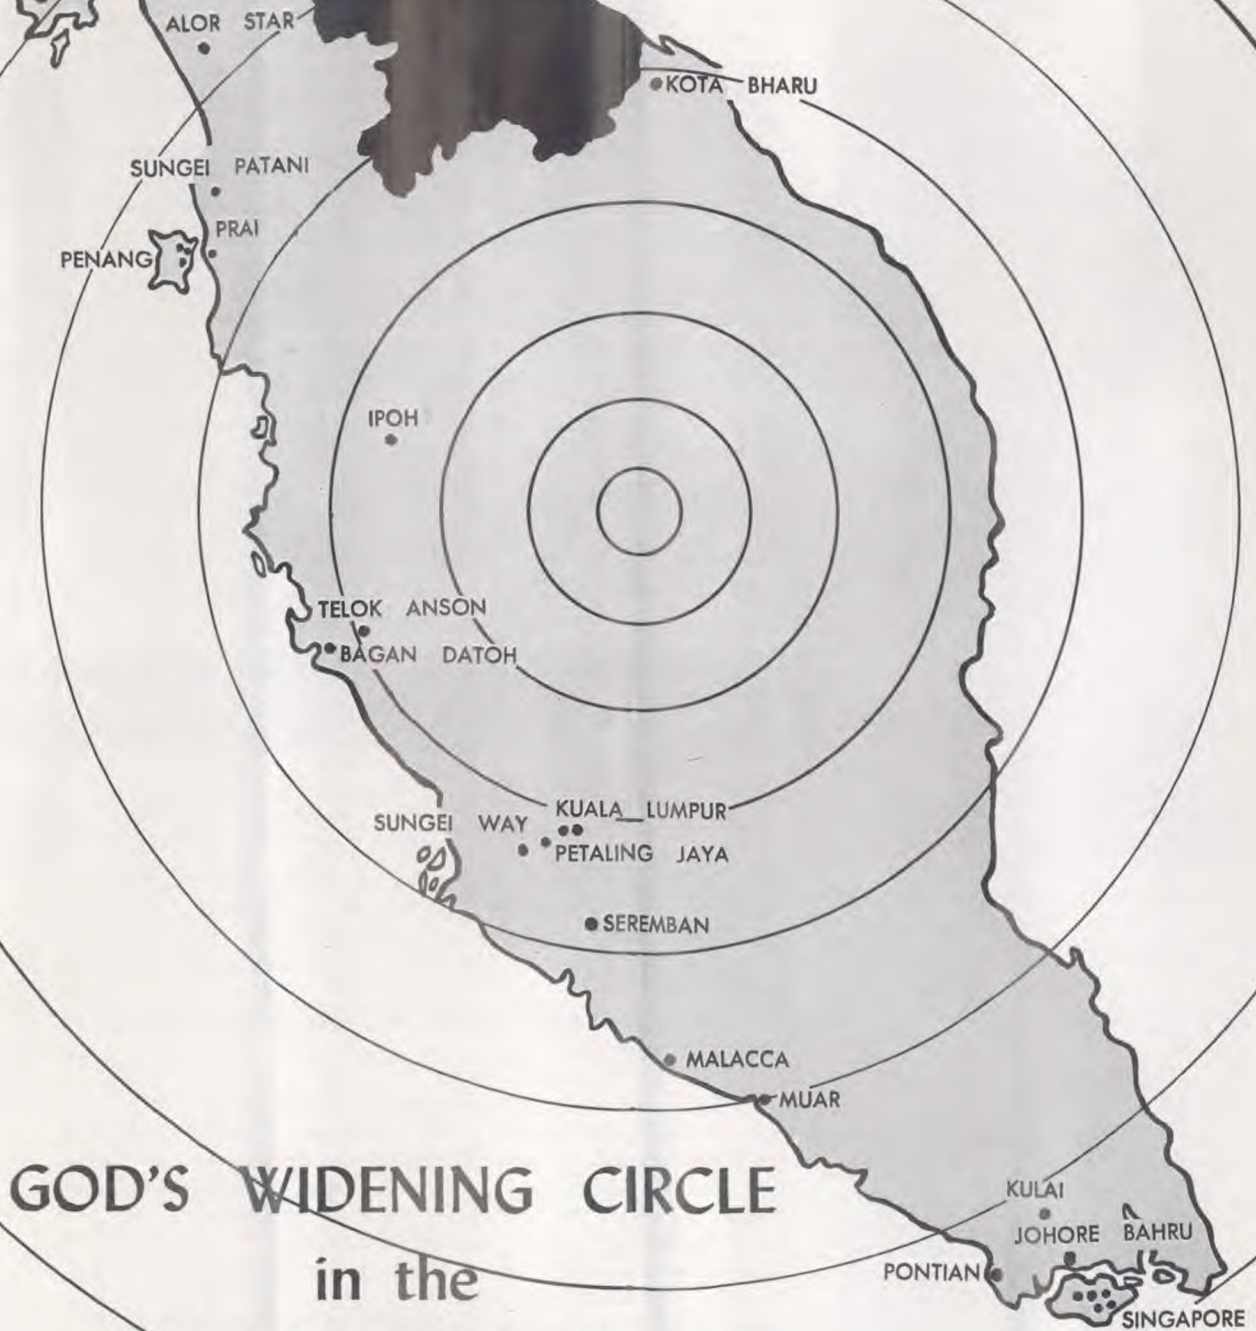 ALOR STAR
KOTA BHARU
SUNGEI PATANI
PRAI
PENANG
IPOH
TELOK ANSON
BAGAN DATOH
KUALA LUMPUR
SUNGEI WAY
PETALING JAYA
SEREMBAN
MALACCA
MUAR
GOD'S WIDENING CIRCLE
in the
KULAI
JOHORE BAHRU
PONTIAN
SINGAPORE